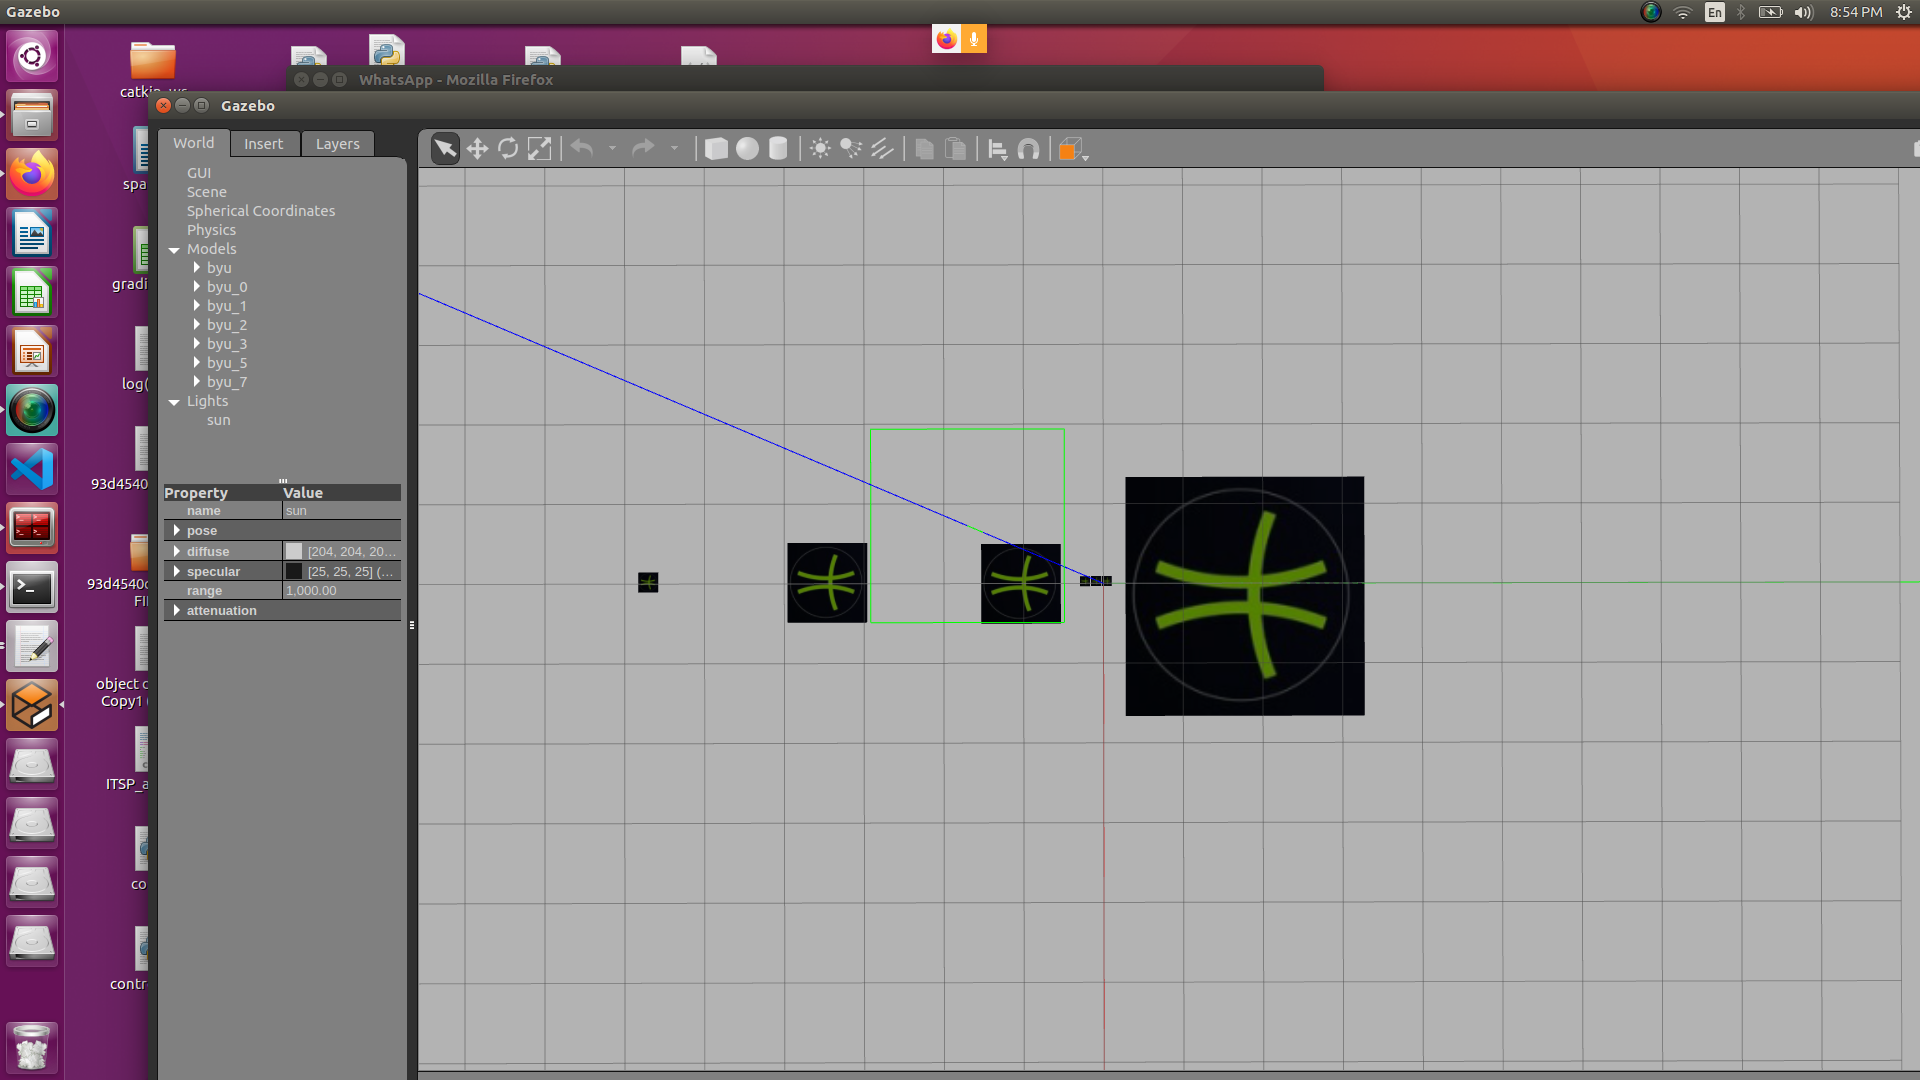 Gazebo
En
8:54 PM
WhatsApp - Mozilla Firefox
Gazebo
World
Insert
Layers
GUI
Scene
Spherical Coordinates
Physics
Models
byu
byu_0
byu_1
byu_2
byu_3
byu_5
byu_7
Lights
sun
Property Value
name sun
pose
diffuse [204, 204, 20...
specular [25, 25, 25] (...
range 1,000.00
attenuation
spa
gradi
log(
93d4540
93d4540c
FI
object c
Copy1 (
ITSP_a
co
contr